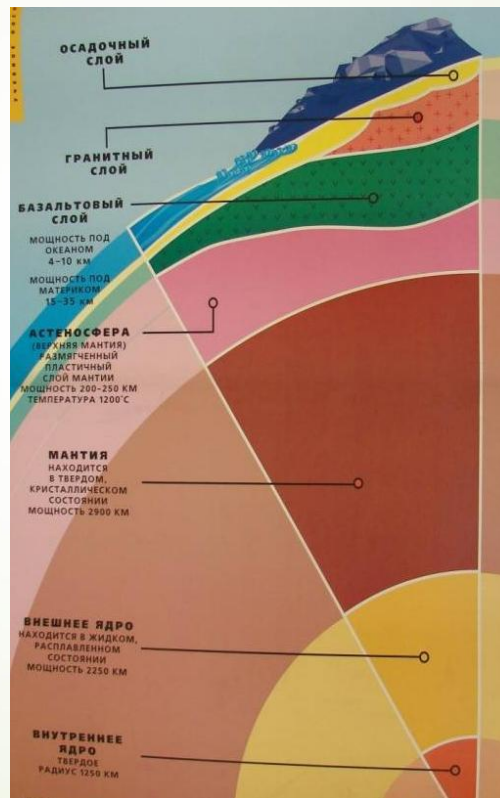 ОСАДОЧНЫЙ
СЛОЙ
ГРАНИТНЫЙ
СЛОЙ
БАЗАЛЬТОВЫЙ
СЛОЙ
МОЩНОСТЬ ПОД
ОКЕАНОМ
4–10 КМ
МОЩНОСТЬ ПОД
МАТЕРИКОМ
15–35 КМ
АСТЕНОСФЕРА
(ВЕРХНЯЯ МАНТИЯ)
РАЗМЯГЧЕННЫЙ
ПЛАСТИЧНЫЙ
СЛОЙ МАНТИИ
МОЩНОСТЬ 200–250 КМ
ТЕМПЕРАТУРА 1200°С
МАНТИЯ
НАХОДИТСЯ
В ТВЕРДОМ,
КРИСТАЛЛИЧЕСКОМ
СОСТОЯНИИ
МОЩНОСТЬ 2900 КМ
ВНЕШНЕЕ ЯДРО
НАХОДИТСЯ В ЖИДКОМ,
РАСПЛАВЛЕННОМ
СОСТОЯНИИ
МОЩНОСТЬ 2250 КМ
ВНУТРЕННЕЕ
ЯДРО
ТВЕРДОЕ
РАДИУС 1250 КМ